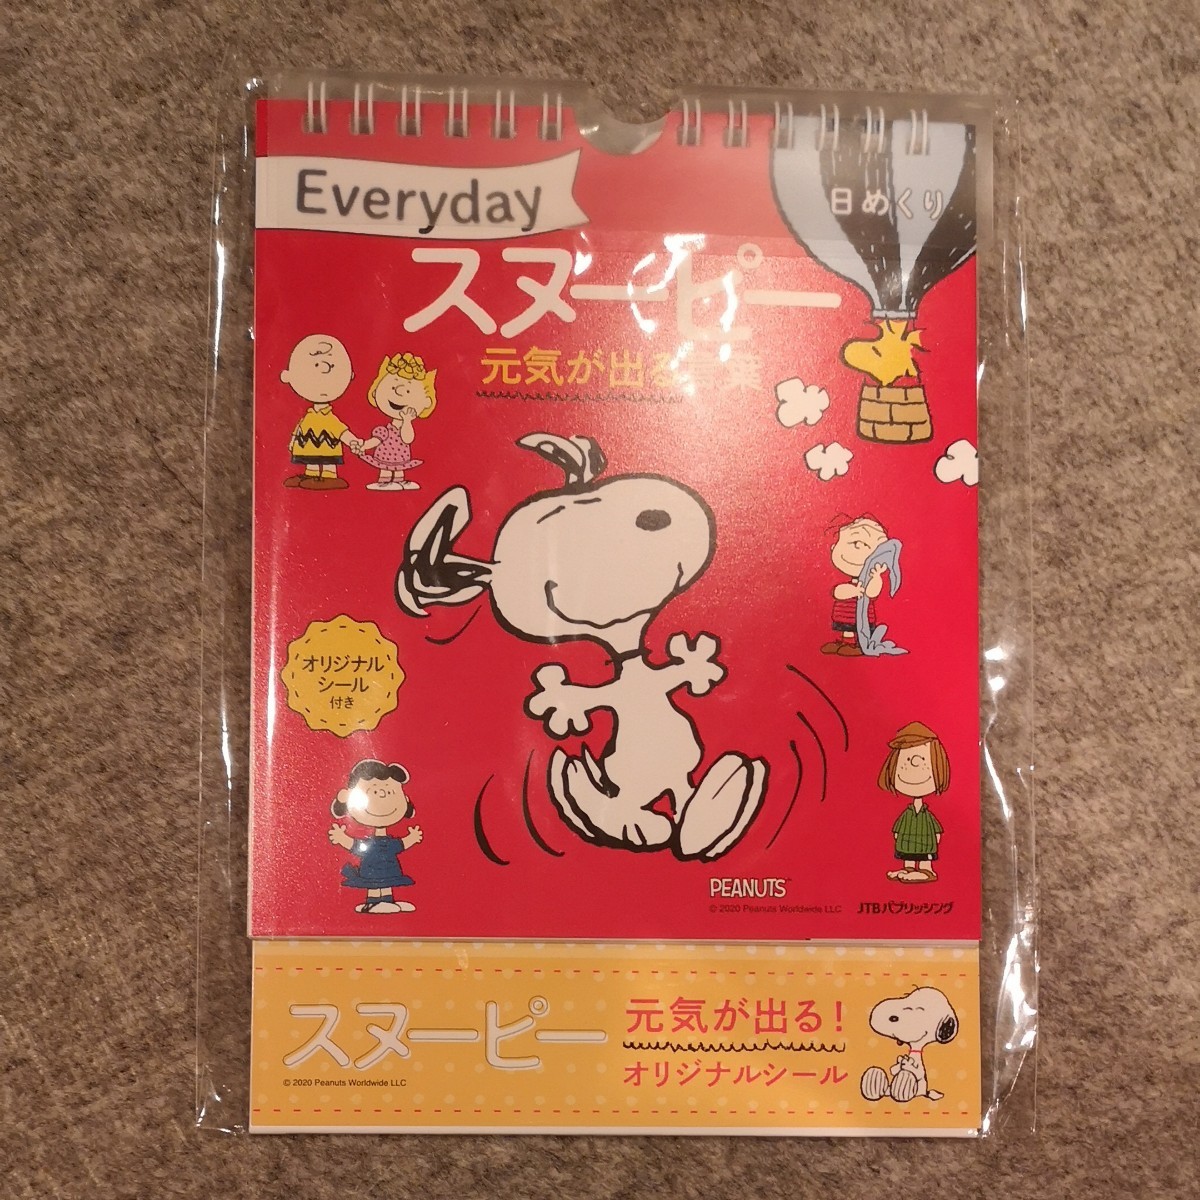 Everyday
日めくり
スヌーピー
元気が出る言葉
オリジナル
シール
付き
PEANUTS
© 2020 Peanuts Worldwide LLC
JTBパブリッシング
スヌーピー
© 2020 Peanuts Worldwide LLC
元気が出る!
オリジナルシール